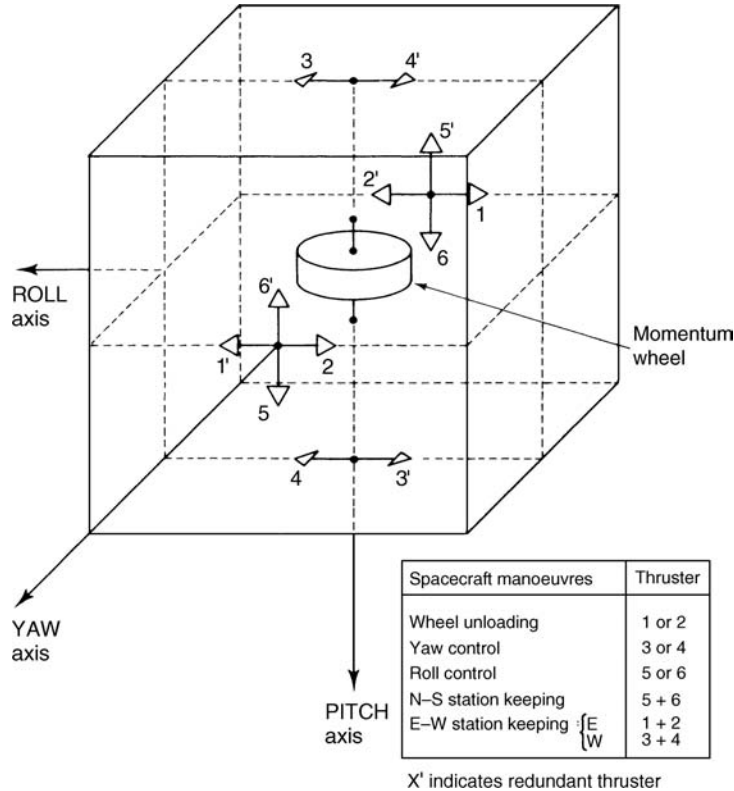 3 4'
5'
2' 1
6
ROLL
axis
6'
Momentum
wheel
1' 2
5
4 3'
YAW
axis
PITCH
axis
Spacecraft manoeuvres Thruster
Wheel unloading 1 or 2
Yaw control 3 or 4
Roll control 5 or 6
N–S station keeping 5 + 6
E–W station keeping : { E 1 + 2
W 3 + 4
X' indicates redundant thruster